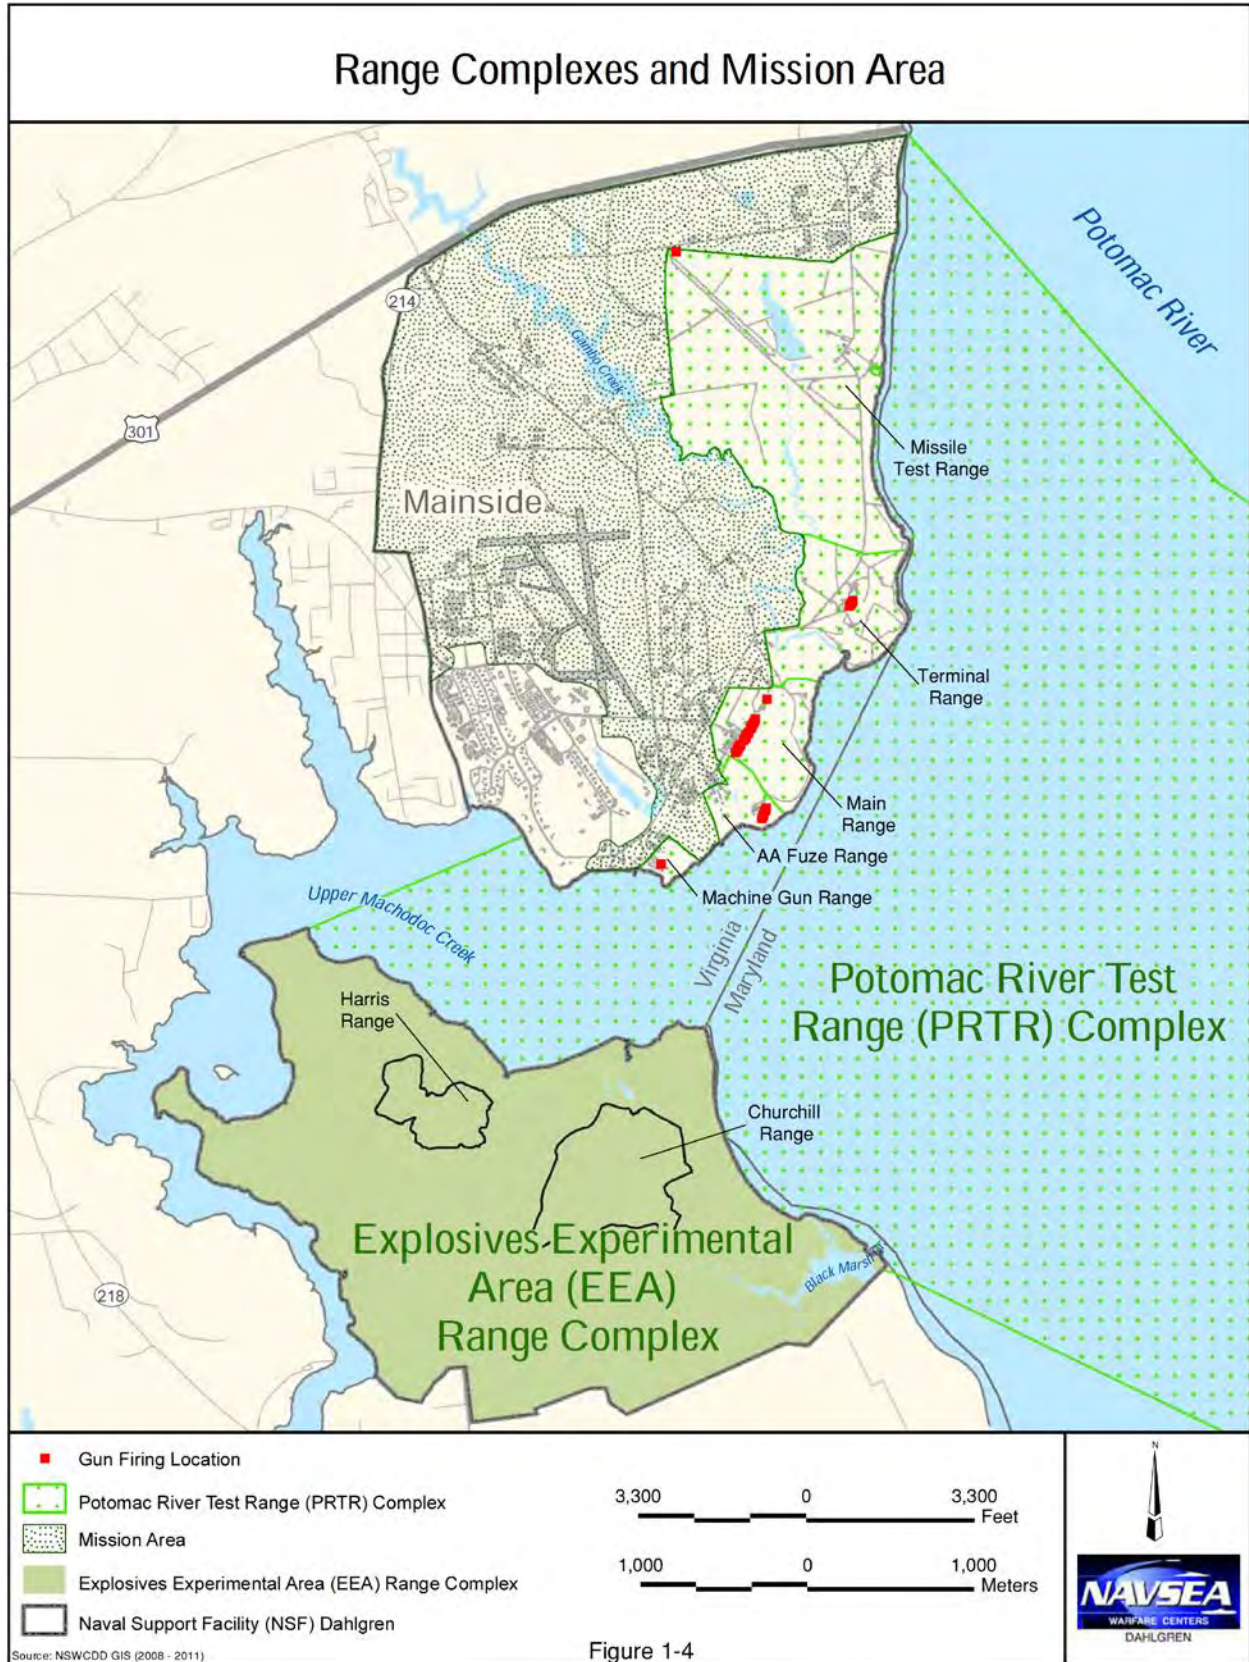 Range Complexes and Mission Area
Potomac River
214
Gambo Creek
301
Missile
Test Range
Mainside
Terminal
Range
Main
Range
AA Fuze Range
Machine Gun Range
Upper Machodoc Creek
Virginia
Maryland
Potomac River Test
Range (PRTR) Complex
Harris
Range
Churchill
Range
Explosives Experimental
Area (EEA)
Range Complex
Black Marsh
218
Gun Firing Location
Potomac River Test Range (PRTR) Complex
Mission Area
Explosives Experimental Area (EEA) Range Complex
Naval Support Facility (NSF) Dahlgren
Source: NSWCDD GIS (2008 - 2011)
3,300 0 3,300
Feet
1,000 0 1,000
Meters
Figure 1-4
N
NAVSEA
WARFARE CENTERS
DAHLGREN